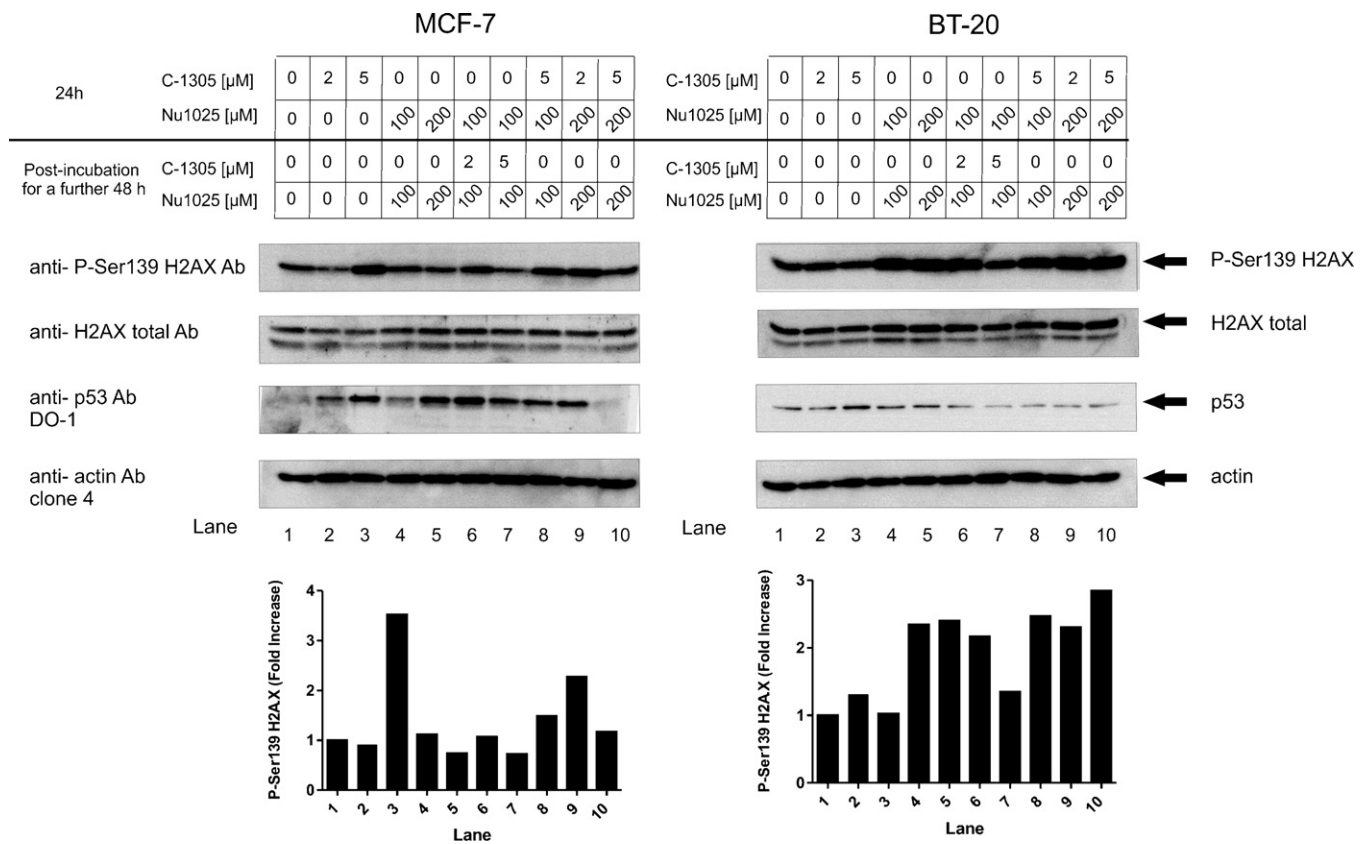 MCF-7 BT-20
24h C-1305 [µM] 0 2 5 0 0 0 0 5 2 5 C-1305 [µM] 0 2 5 0 0 0 0 5 2 5
Nu1025 [µM] 0 0 0 100 200 100 100 100 200 200 Nu1025 [µM] 0 0 0 100 200 100 100 100 200 200
Post-incubation
for a further 48 h
C-1305 [µM] 0 0 0 0 0 2 5 0 0 0 C-1305 [µM] 0 0 0 0 0 2 5 0 0 0
Nu1025 [µM] 0 0 0 100 200 100 100 100 200 200 Nu1025 [µM] 0 0 0 100 200 100 100 100 200 200
anti- P-Ser139 H2AX Ab P-Ser139 H2AX
anti- H2AX total Ab H2AX total
anti- p53 Ab
DO-1
p53
anti- actin Ab
clone 4
actin
Lane 1 2 3 4 5 6 7 8 9 10 Lane 1 2 3 4 5 6 7 8 9 10
P-Ser139 H2A.X (Fold Increase)
4
3
2
1
0
1 2 3 4 5 6 7 8 9 10
Lane
P-Ser139 H2A.X (Fold Increase)
3
2
1
0
1 2 3 4 5 6 7 8 9 10
Lane